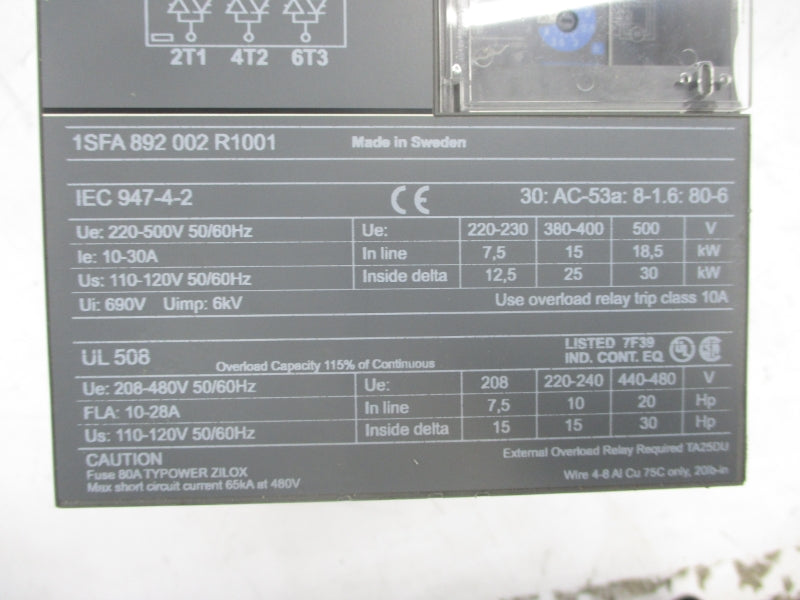 2T1 4T2 6T3
1SFA 892 002 R1001 Made in Sweden
IEC 947-4-2 CE 30: AC-53a: 8-1.6: 80-6
Ue: 220-500V 50/60Hz Ue: 220-230 380-400 500 V
Ie: 10-30A In line 7,5 15 18,5 kW
Us: 110-120V 50/60Hz Inside delta 12,5 25 30 kW
Ui: 690V Uimp: 6kV Use overload relay trip class 10A
UL 508 Overload Capacity 115% of Continuous LISTED 7F39
IND. CONT. EQ
Ue: 208-480V 50/60Hz Ue: 208 220-240 440-480 V
FLA: 10-28A In line 7,5 10 20 Hp
Us: 110-120V 50/60Hz Inside delta 15 15 30 Hp
CAUTION External Overload Relay Required TA25DU
Fuse 80A TYPOWER ZILOX
Max short circuit current 65kA at 480V Wire 4-8 Al Cu 75C only, 20lb-in